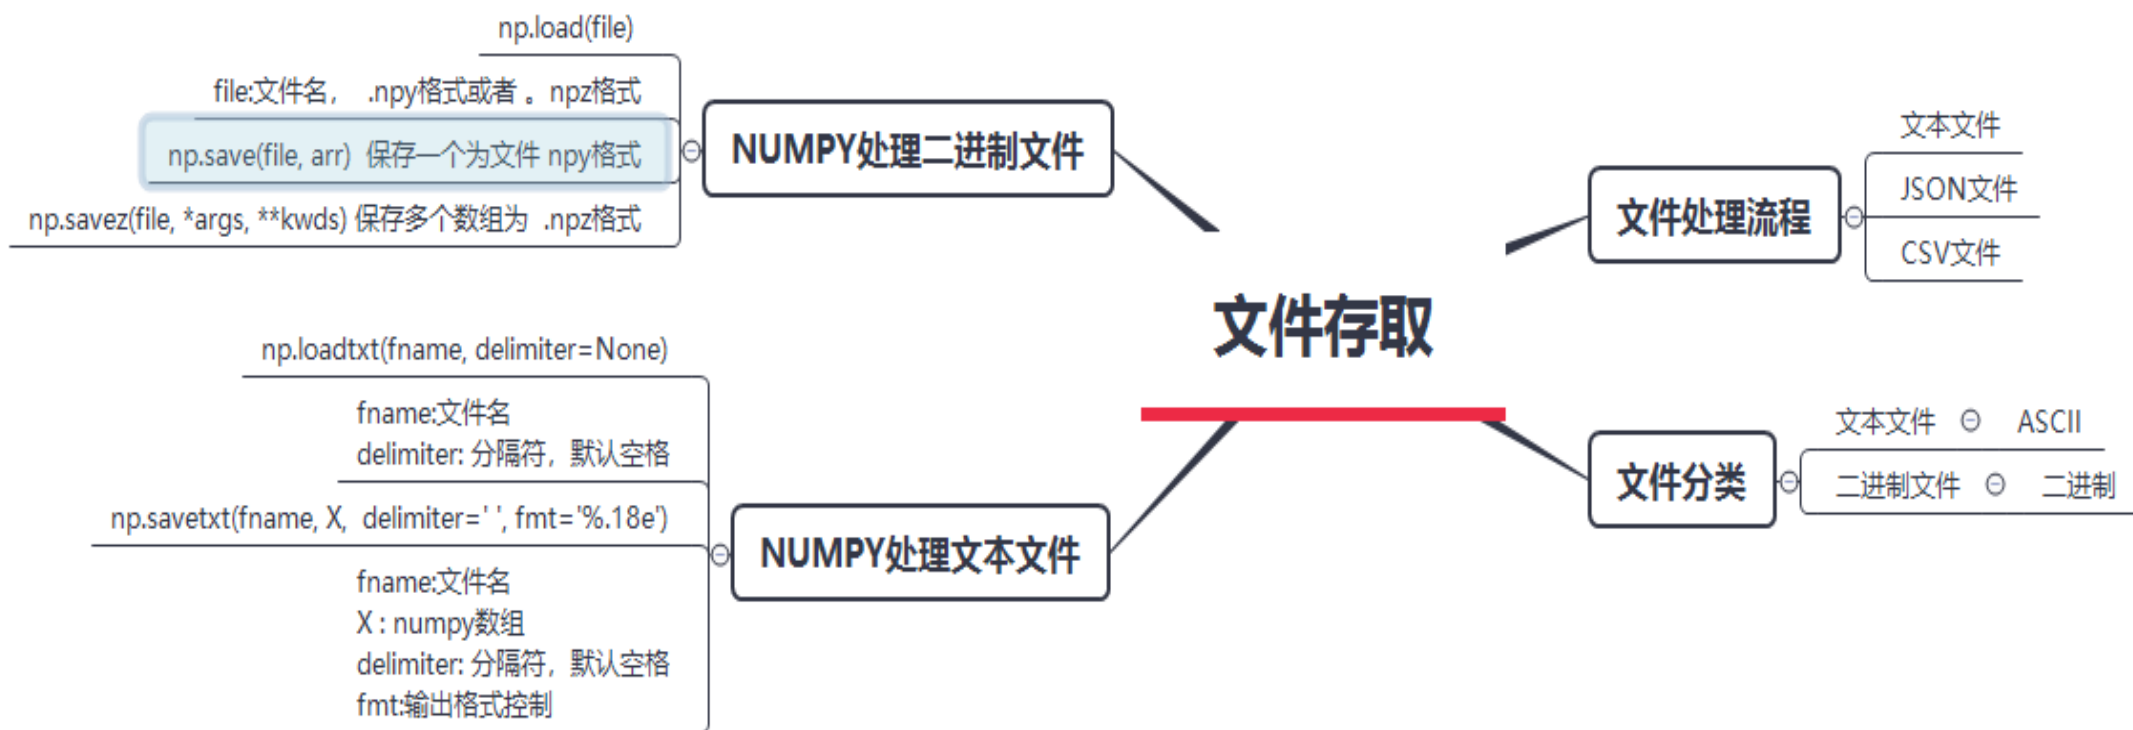 np.load(file)
file:文件名， .npy格式或者 。npz格式
np.save(file, arr) 保存一个为文件 npy格式
np.savez(file, *args, **kwds) 保存多个数组为 .npz格式
NUMPY处理二进制文件
np.loadtxt(fname, delimiter=None)
fname:文件名
delimiter: 分隔符，默认空格
np.savetxt(fname, X, delimiter=' ', fmt='%.18e')
fname:文件名
X : numpy数组
delimiter: 分隔符，默认空格
fmt:输出格式控制
NUMPY处理文本文件
文件存取
文件处理流程
文本文件
JSON文件
CSV文件
文件分类
文本文件 ASCII
二进制文件 二进制